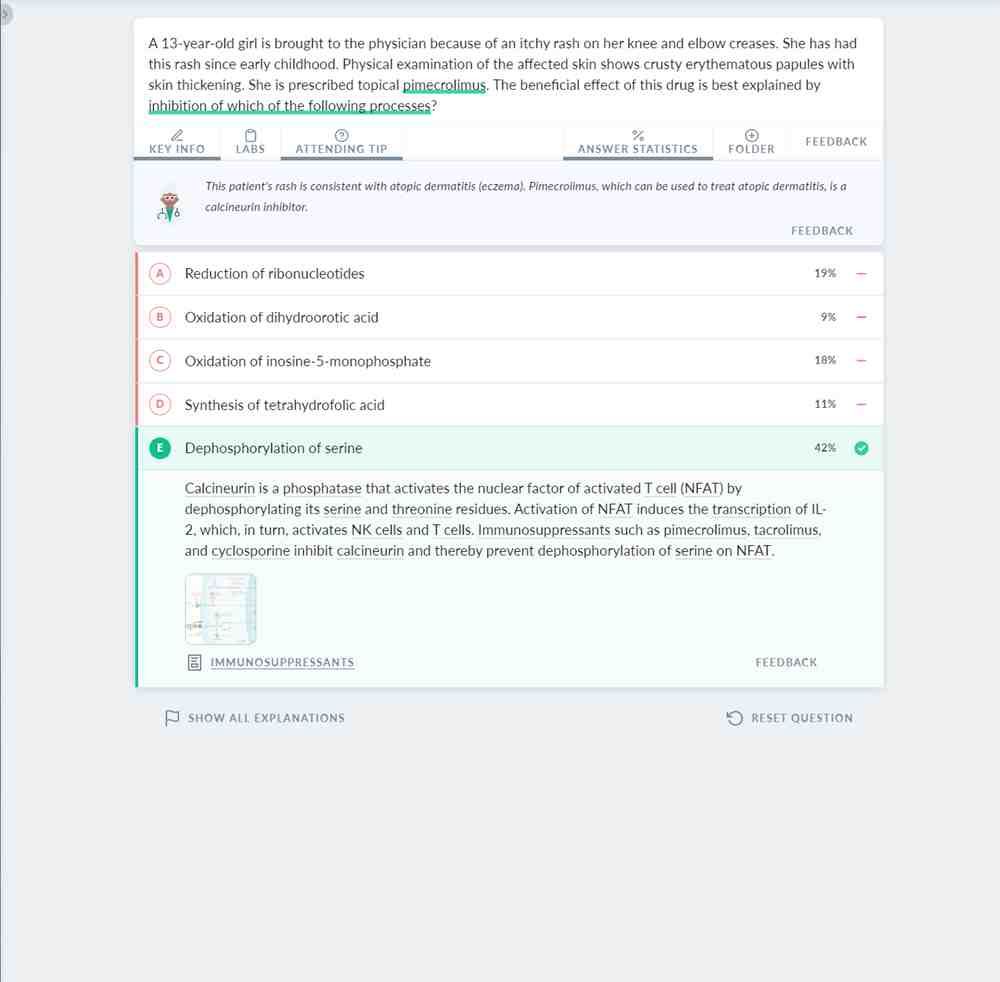 A 13-year-old girl is brought to the physician because of an itchy rash on her knee and elbow creases. She has had
this rash since early childhood. Physical examination of the affected skin shows crusty erythematous papules with
skin thickening. She is prescribed topical pimecrolimus. The beneficial effect of this drug is best explained by
inhibition of which of the following processes?
KEY INFO
LABS
ATTENDING TIP
ANSWER STATISTICS
FOLDER
FEEDBACK
This patient's rash is consistent with atopic dermatitis (eczema). Pimecrolimus, which can be used to treat atopic dermatitis, is a
calcineurin inhibitor.
FEEDBACK
A Reduction of ribonucleotides 19%
B Oxidation of dihydroorotic acid 9%
C Oxidation of inosine-5-monophosphate 18%
D Synthesis of tetrahydrofolic acid 11%
E Dephosphorylation of serine 42%
Calcineurin is a phosphatase that activates the nuclear factor of activated T cell (NFAT) by
dephosphorylating its serine and threonine residues. Activation of NFAT induces the transcription of IL-
2, which, in turn, activates NK cells and T cells. Immunosuppressants such as pimecrolimus, tacrolimus,
and cyclosporine inhibit calcineurin and thereby prevent dephosphorylation of serine on NFAT.
IMMUNOSUPPRESSANTS
FEEDBACK
SHOW ALL EXPLANATIONS
RESET QUESTION